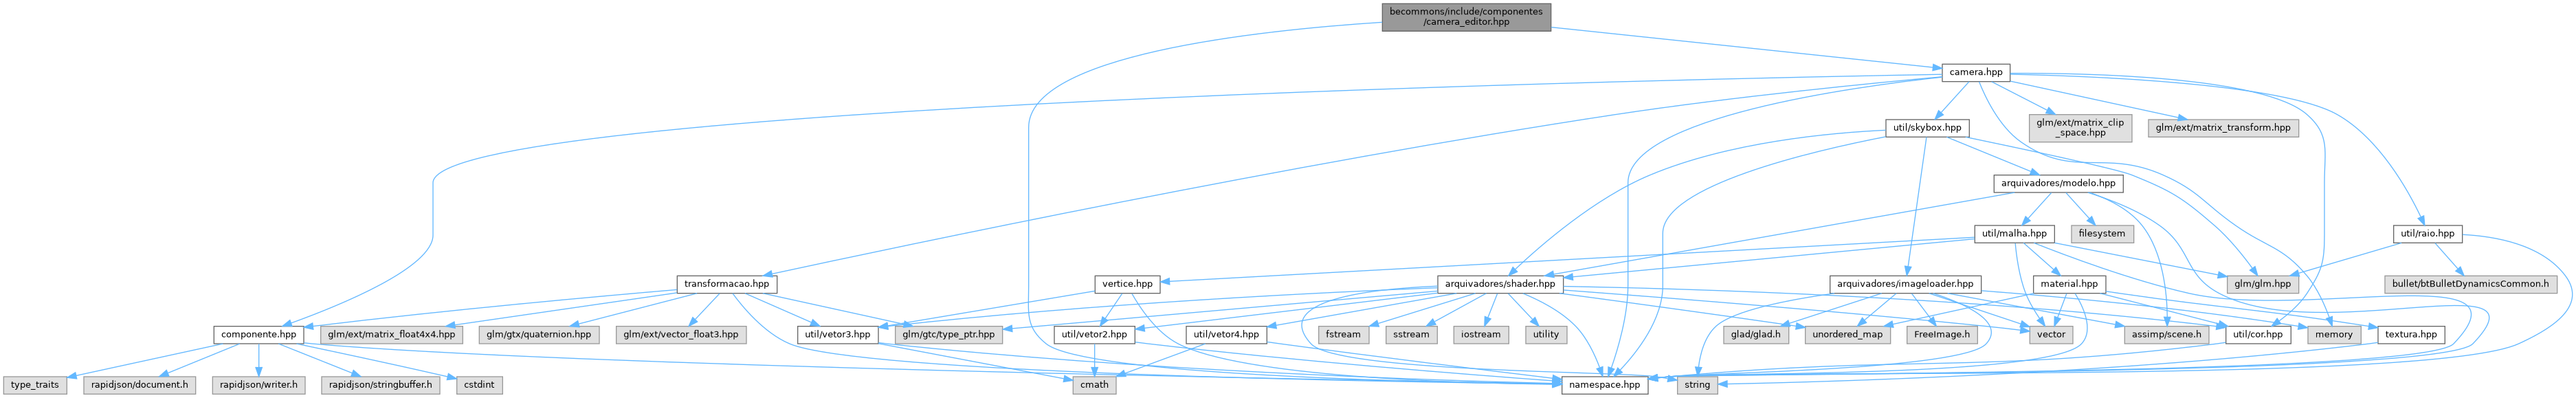 becommons/include/componentes
/camera_editor.hpp
camera.hpp
util/skybox.hpp
glm/ext/matrix_clip
_space.hpp
glm/ext/matrix_transform.hpp
arquivadores/modelo.hpp
util/malha.hpp
filesystem
util/raio.hpp
transformacao.hpp
vertice.hpp
arquivadores/shader.hpp
arquivadores/imageloader.hpp
material.hpp
glm/glm.hpp
bullet/btBulletDynamicsCommon.h
componente.hpp
glm/ext/matrix_float4x4.hpp
glm/gtx/quaternion.hpp
glm/ext/vector_float3.hpp
util/vetor3.hpp
glm/gtc/type_ptr.hpp
util/vetor2.hpp
util/vetor4.hpp
fstream
sstream
iostream
utility
glad/glad.h
unordered_map
FreeImage.h
vector
assimp/scene.h
util/cor.hpp
memory
textura.hpp
type_traits
rapidjson/document.h
rapidjson/writer.h
rapidjson/stringbuffer.h
cstdint
cmath
namespace.hpp
string